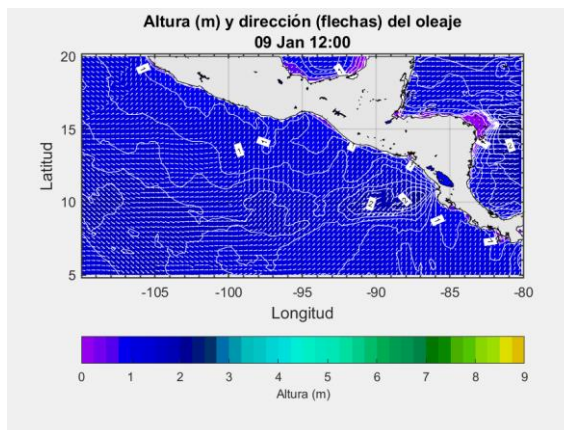 Altura (m) y dirección (flechas) del oleaje
09 Jan 12:00
20
15
10
5
Latitud
-105 -100 -95 -90 -85 -80
Longitud
0 1 2 3 4 5 6 7 8 9
Altura (m)